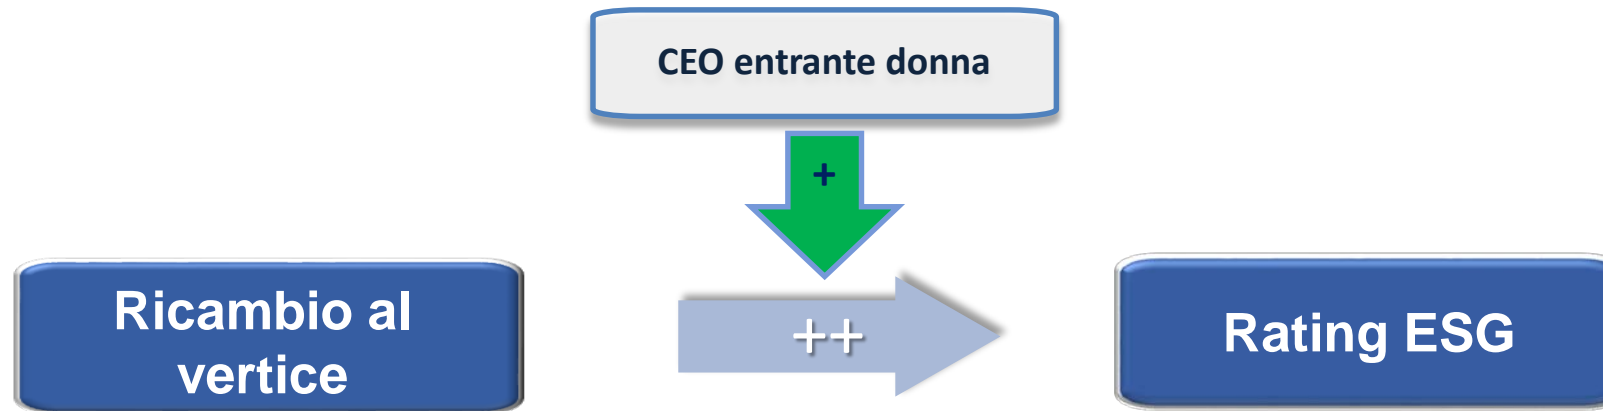 CEO entrante donna
+
Ricambio al
vertice
++
Rating ESG